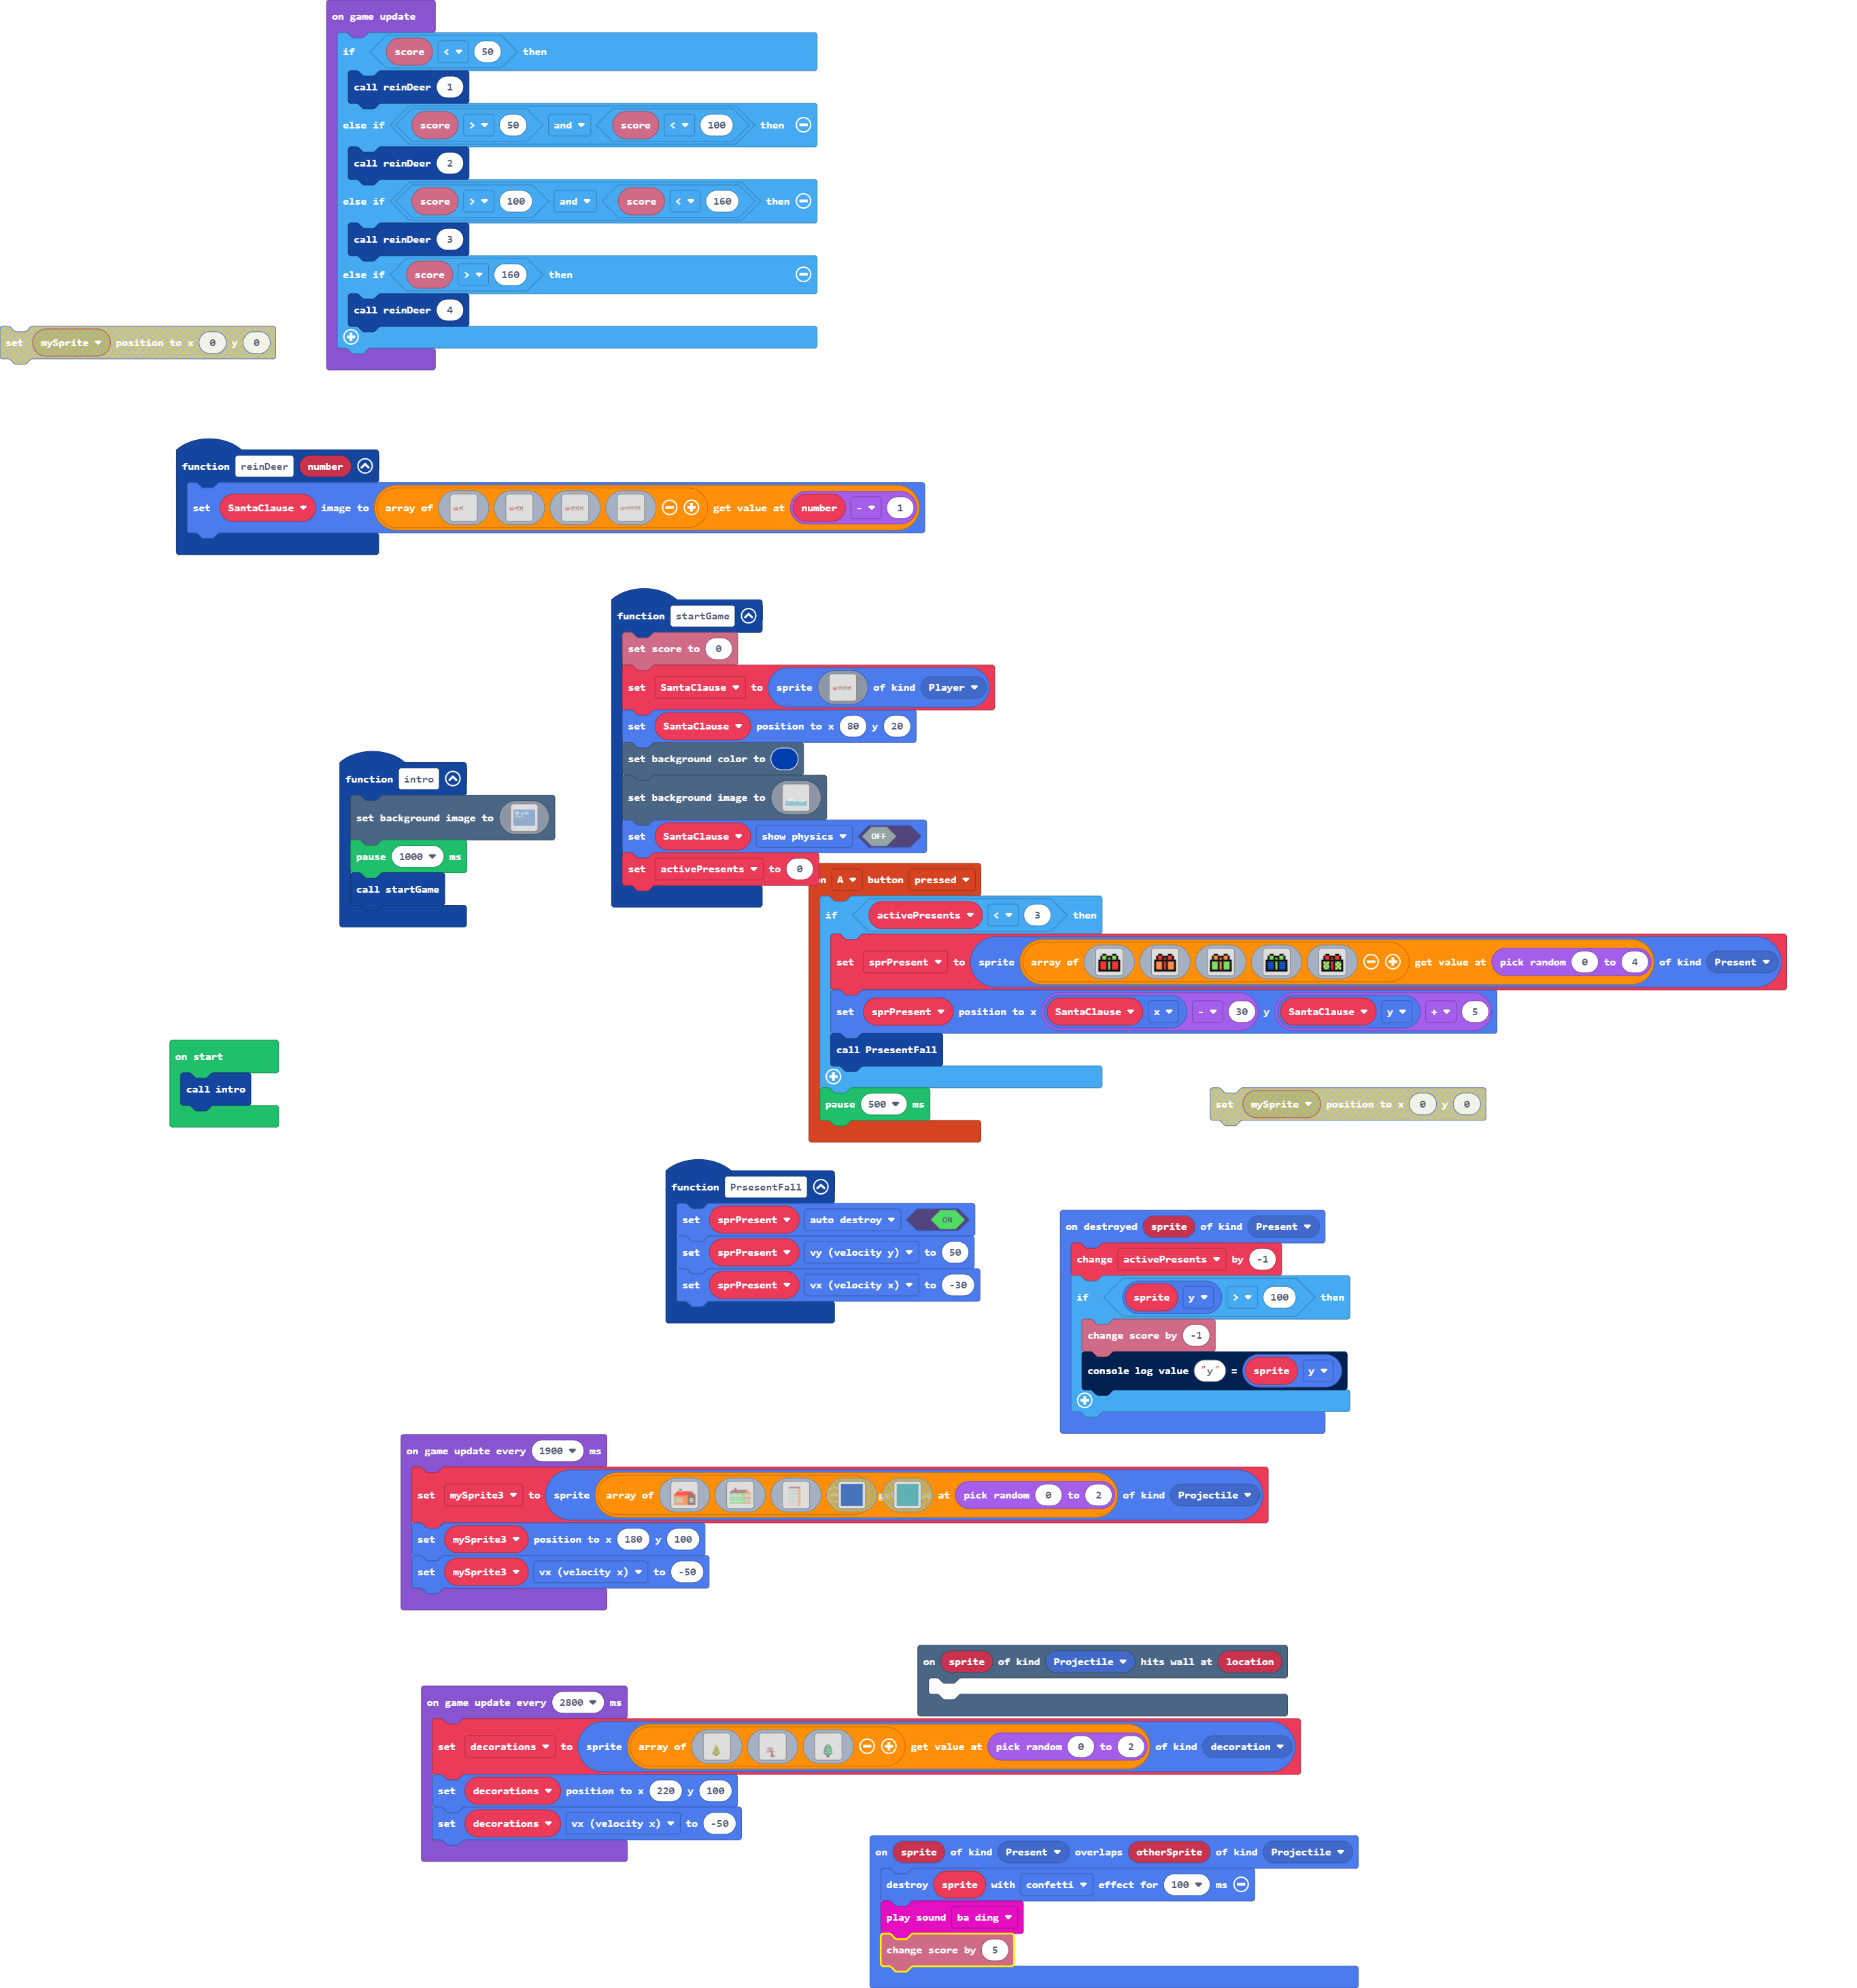 on game update
if score < 50 then
call reinDeer 1
else if score > 50 and score < 100 then
call reinDeer 2
else if score > 100 and score < 160 then
call reinDeer 3
else if score > 160 then
call reinDeer 4
set mySprite position to x 0 y 0
function reinDeer number
set SantaClause image to array of get value at number - 1
function startGame
set score to 0
set SantaClause to sprite of kind Player
set SantaClause position to x 80 y 20
set background color to
set background image to
set SantaClause show physics OFF
set activePresents to 0
function intro
set background image to
pause 1000 ms
call startGame
on A button pressed
if activePresents < 3 then
set sprPresent to sprite array of get value at pick random 0 to 4 of kind Present
set sprPresent position to x SantaClause x - 30 y SantaClause y + 5
call PrsesentFall
pause 500 ms
on start
call intro
set mySprite position to x 0 y 0
function PrsesentFall
set sprPresent auto destroy ON
set sprPresent vy (velocity y) to 50
set sprPresent vx (velocity x) to -30
on destroyed sprite of kind Present
change activePresents by -1
if sprite y > 100 then
change score by -1
console log value "y" = sprite y
on game update every 1900 ms
set mySprite3 to sprite array of at pick random 0 to 2 of kind Projectile
set mySprite3 position to x 180 y 100
set mySprite3 vx (velocity x) to -50
on sprite of kind Projectile hits wall at location
on game update every 2800 ms
set decorations to sprite array of get value at pick random 0 to 2 of kind decoration
set decorations position to x 220 y 100
set decorations vx (velocity x) to -50
on sprite of kind Present overlaps otherSprite of kind Projectile
destroy sprite with confetti effect for 100 ms
play sound ba ding
change score by 5